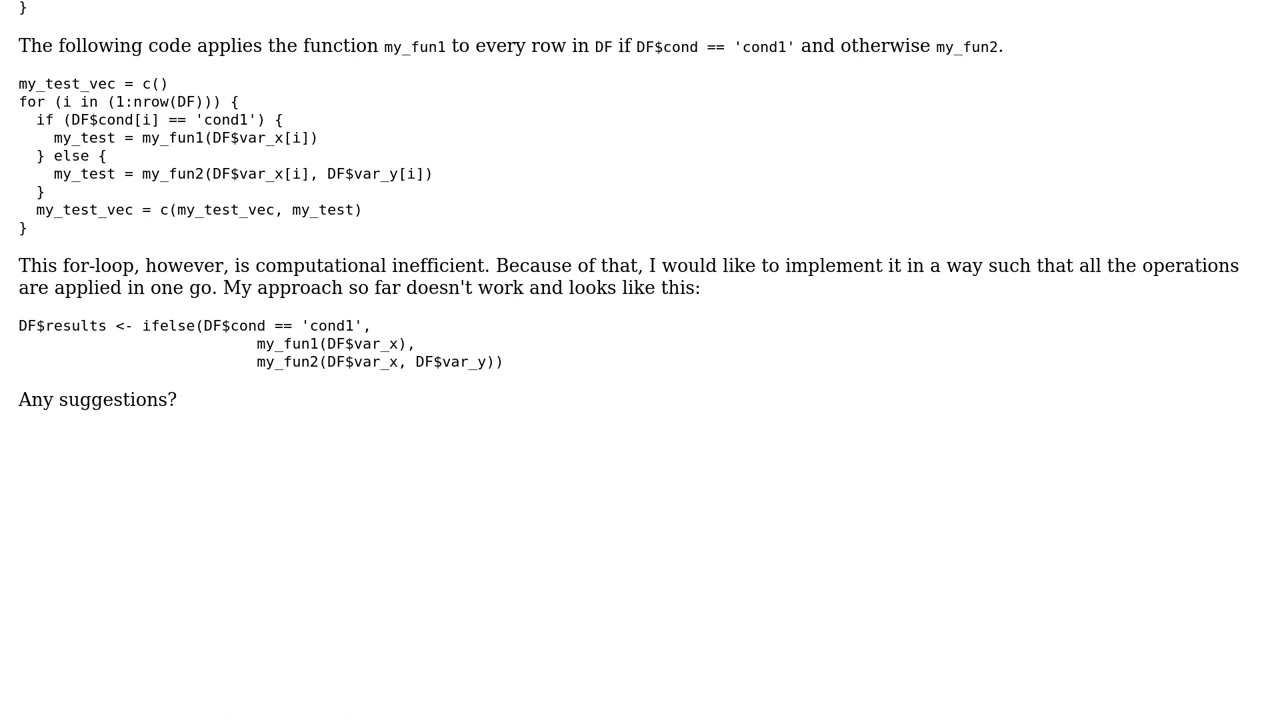 }
The following code applies the function my_fun1 to every row in DF if DF$cond == 'cond1' and otherwise my_fun2.
my_test_vec = c()
for (i in (1:nrow(DF))) {
  if (DF$cond[i] == 'cond1') {
    my_test = my_fun1(DF$var_x[i])
  } else {
    my_test = my_fun2(DF$var_x[i], DF$var_y[i])
  }
  my_test_vec = c(my_test_vec, my_test)
}
This for-loop, however, is computational inefficient. Because of that, I would like to implement it in a way such that all the operations
are applied in one go. My approach so far doesn't work and looks like this:
DF$results <- ifelse(DF$cond == 'cond1',
                           my_fun1(DF$var_x),
                           my_fun2(DF$var_x, DF$var_y))
Any suggestions?